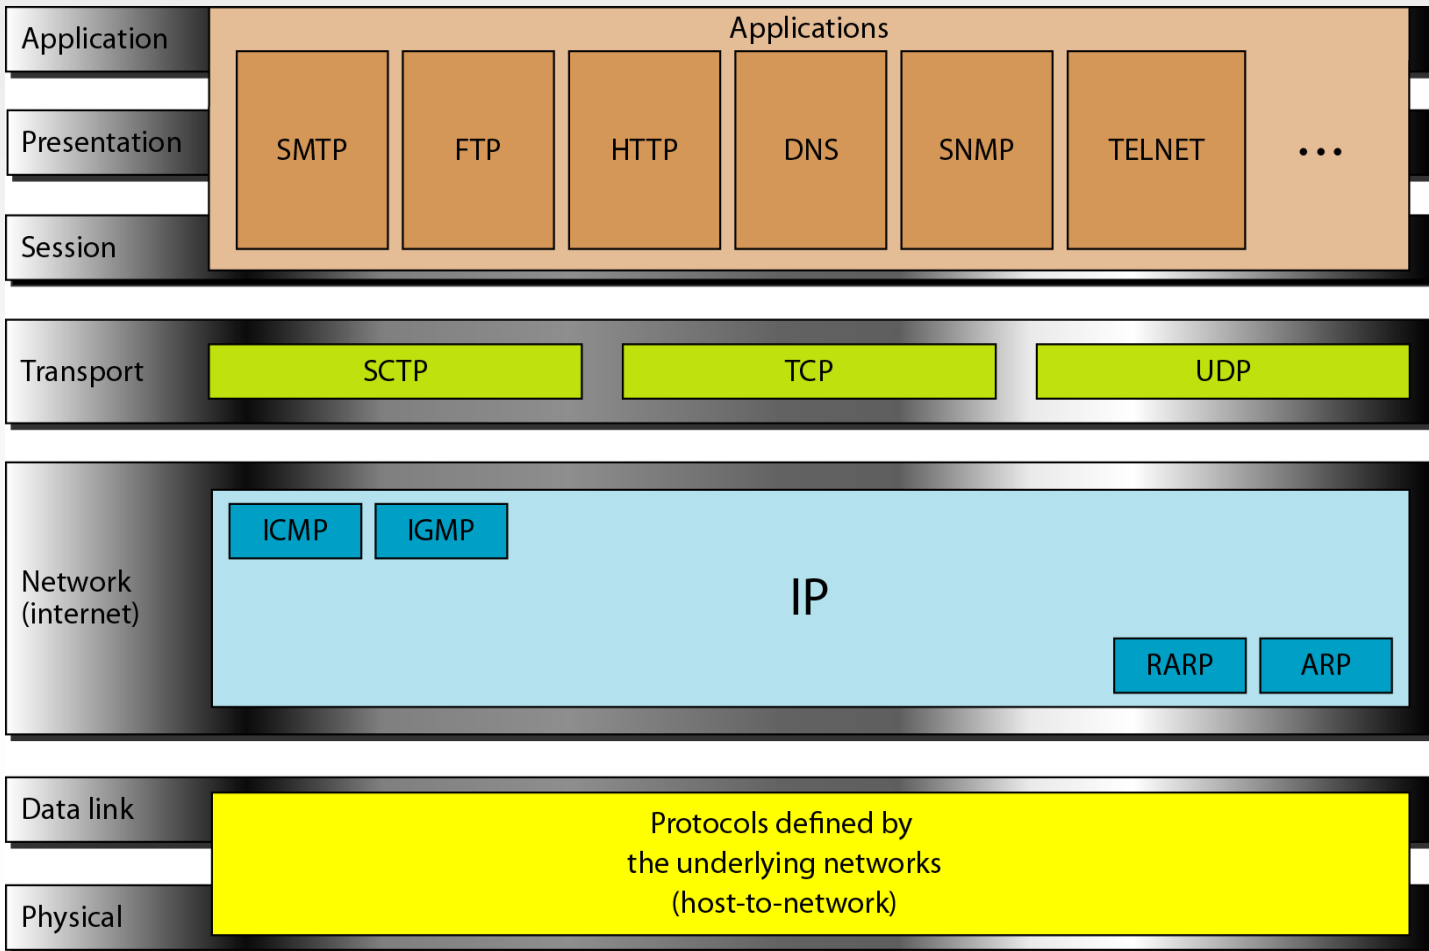 Application
Applications
SMTP
FTP
HTTP
DNS
SNMP
TELNET
...
Presentation
Session
Transport
SCTP
TCP
UDP
Network
(internet)
ICMP
IGMP
IP
RARP
ARP
Data link
Protocols defined by
the underlying networks
(host-to-network)
Physical